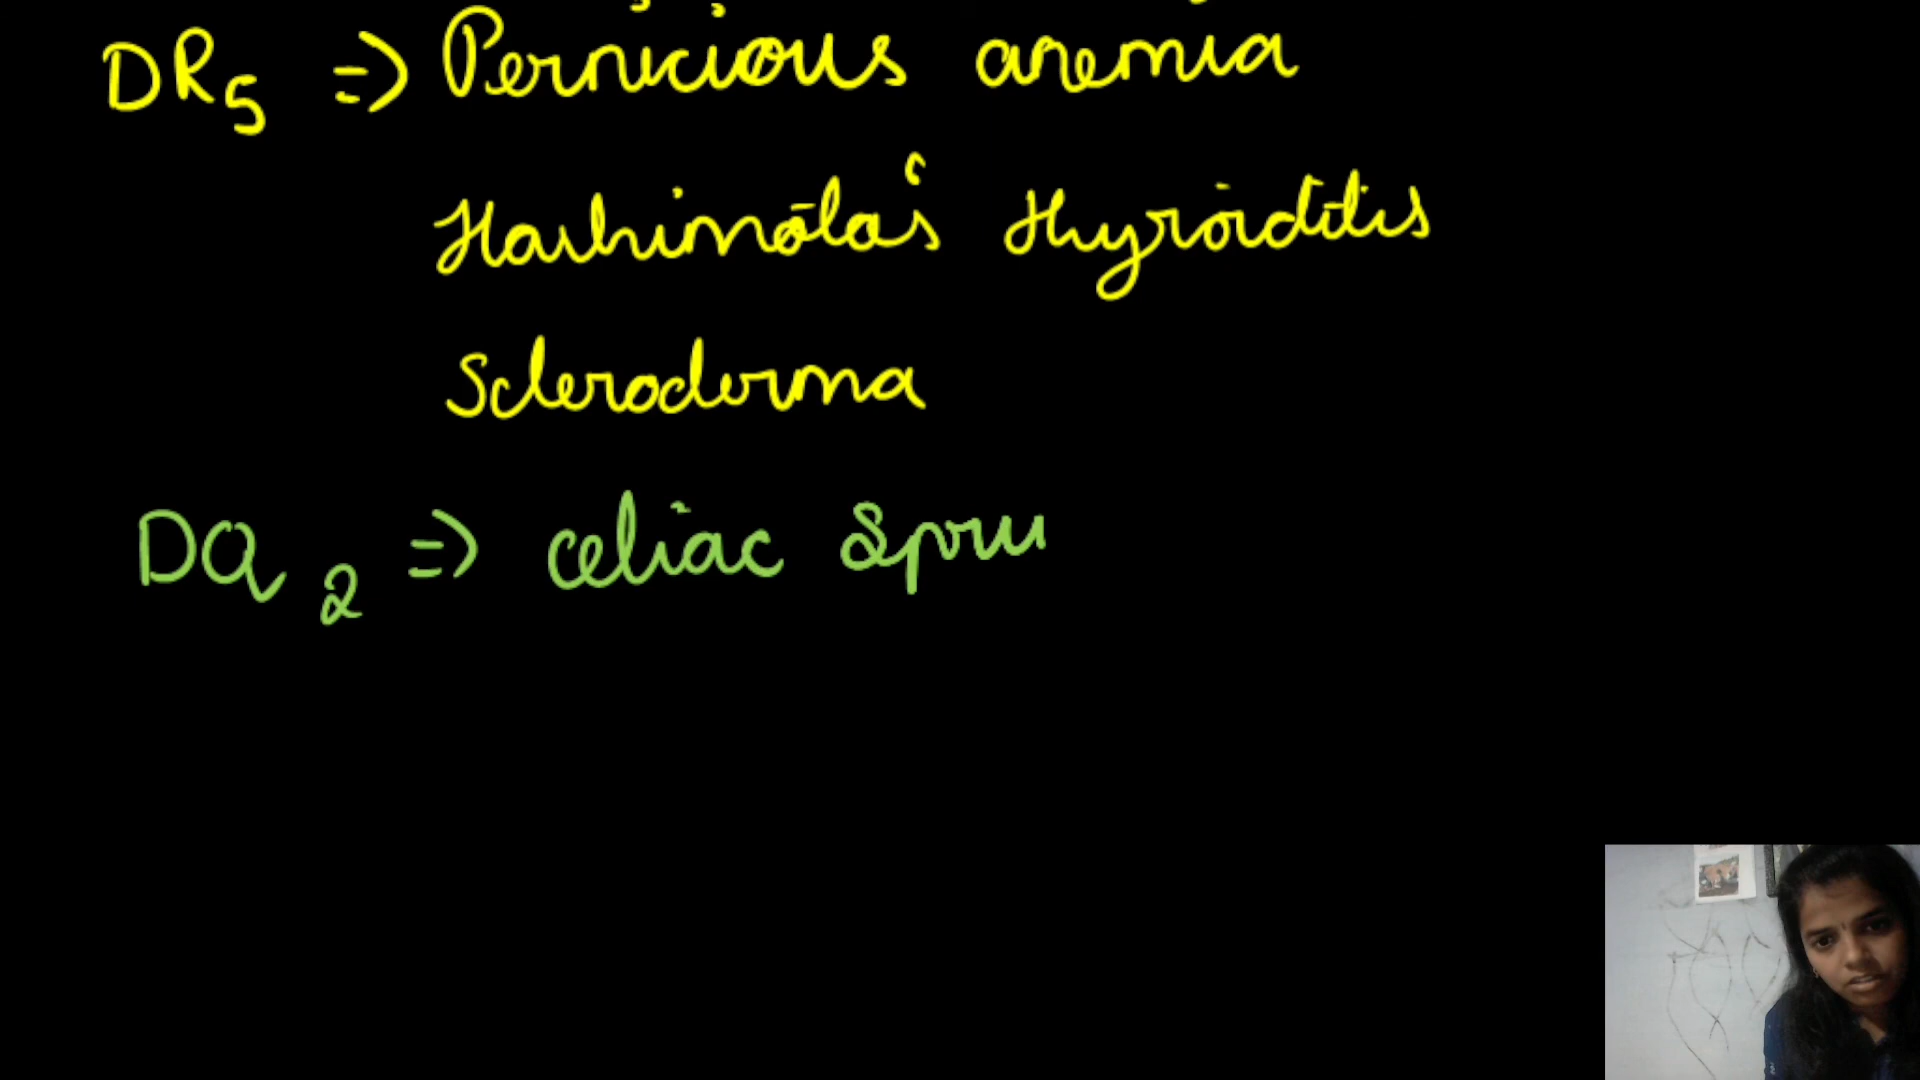 DR5 => Pernicious anemia
Hashimoto's thyroiditis
Scleroderma
DQ2 => celiac Spru